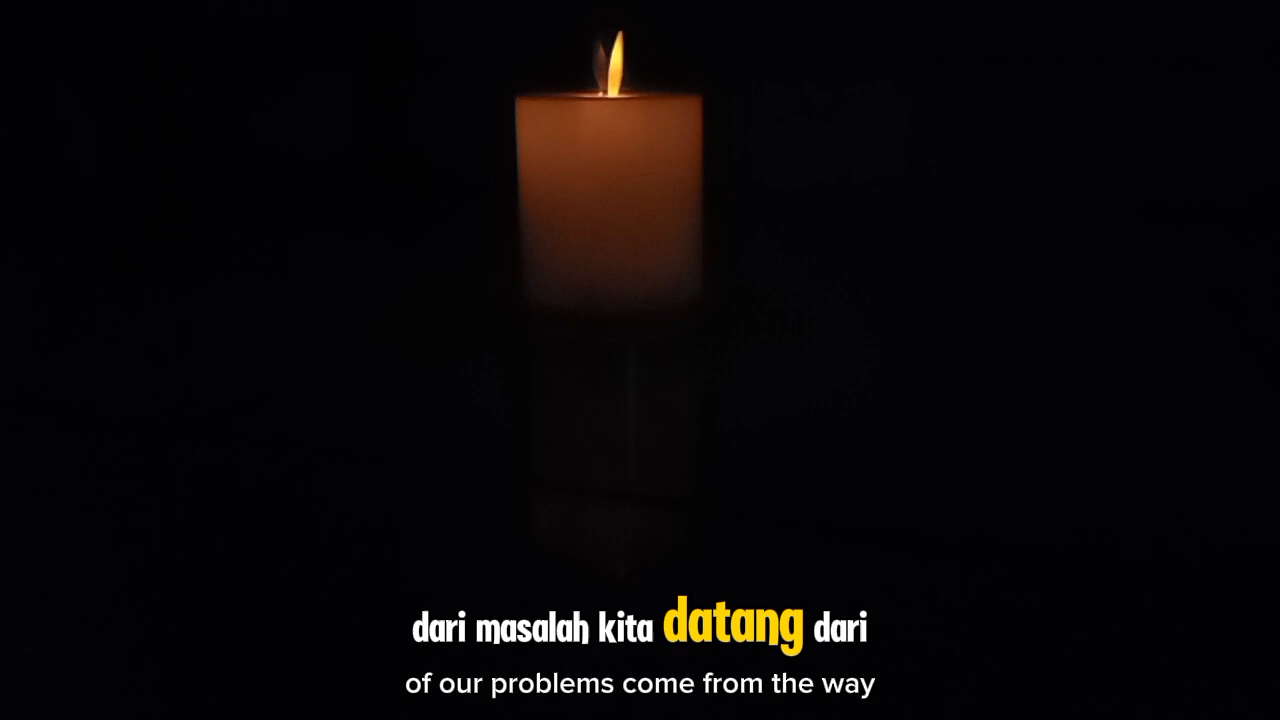 dari masalah kita datang dari
of our problems come from the way